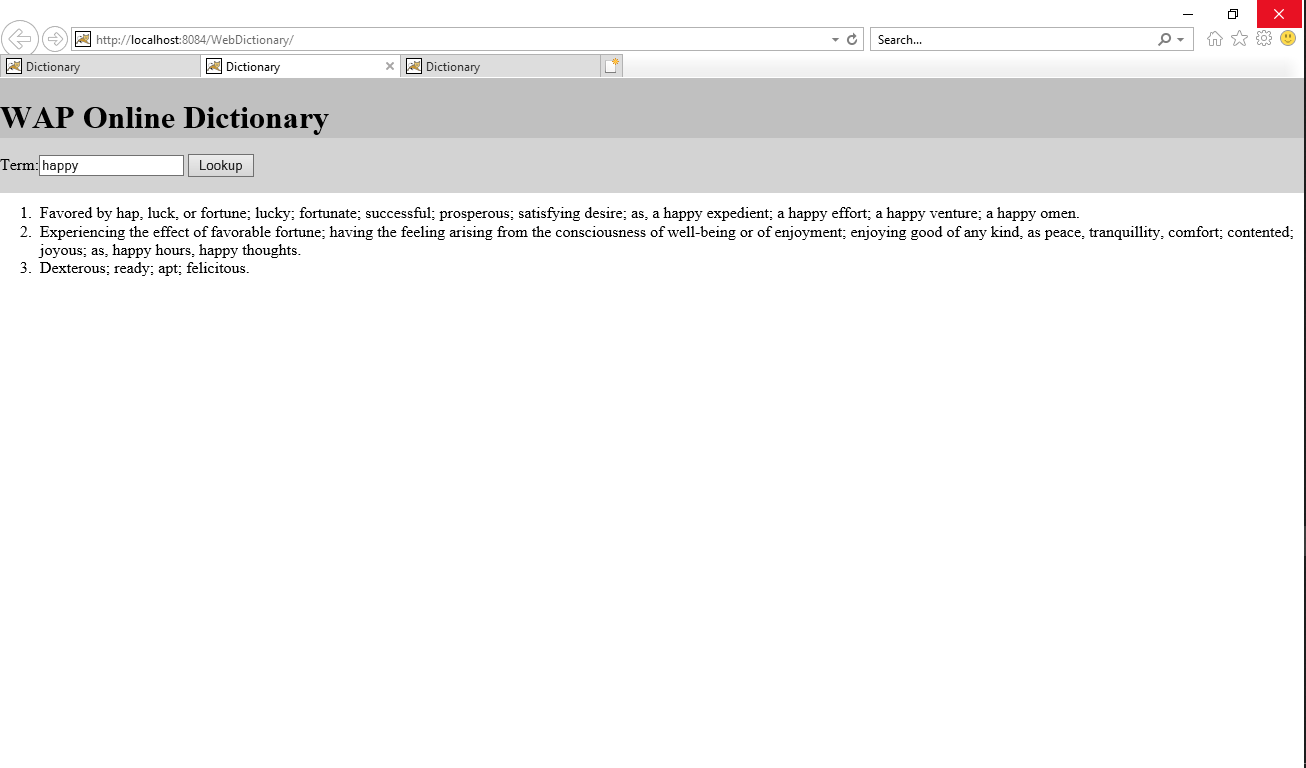 http://localhost:8084/WebDictionary/
Search...
Dictionary
Dictionary
Dictionary
WAP Online Dictionary
Term: happy Lookup
1. Favored by hap, luck, or fortune; lucky; fortunate; successful; prosperous; satisfying desire; as, a happy expedient; a happy effort; a happy venture; a happy omen.
2. Experiencing the effect of favorable fortune; having the feeling arising from the consciousness of well-being or of enjoyment; enjoying good of any kind, as peace, tranquillity, comfort; contented;
joyous; as, happy hours, happy thoughts.
3. Dexterous; ready; apt; felicitous.